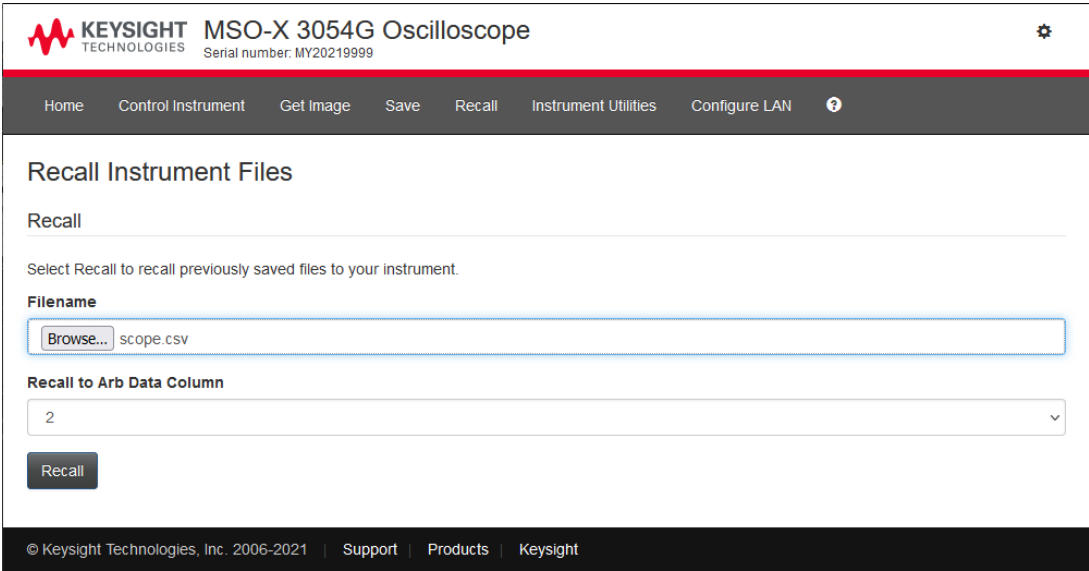 KEYSIGHT
TECHNOLOGIES
MSO-X 3054G Oscilloscope
Serial number: MY20219999
Home Control Instrument Get Image Save Recall Instrument Utilities Configure LAN ?
Recall Instrument Files
Recall
Select Recall to recall previously saved files to your instrument.
Filename
Browse... scope.csv
Recall to Arb Data Column
2
Recall
© Keysight Technologies, Inc. 2006-2021 | Support | Products | Keysight